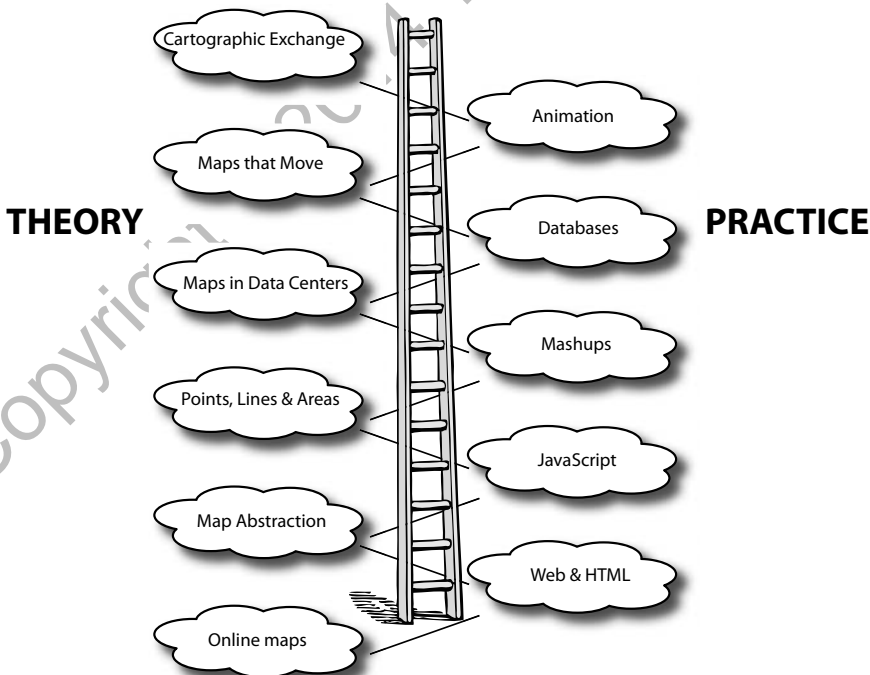 Cartographic Exchange
Animation
Maps that Move
THEORY
Databases
PRACTICE
Maps in Data Centers
Mashups
Points, Lines & Areas
JavaScript
Map Abstraction
Web & HTML
Online maps